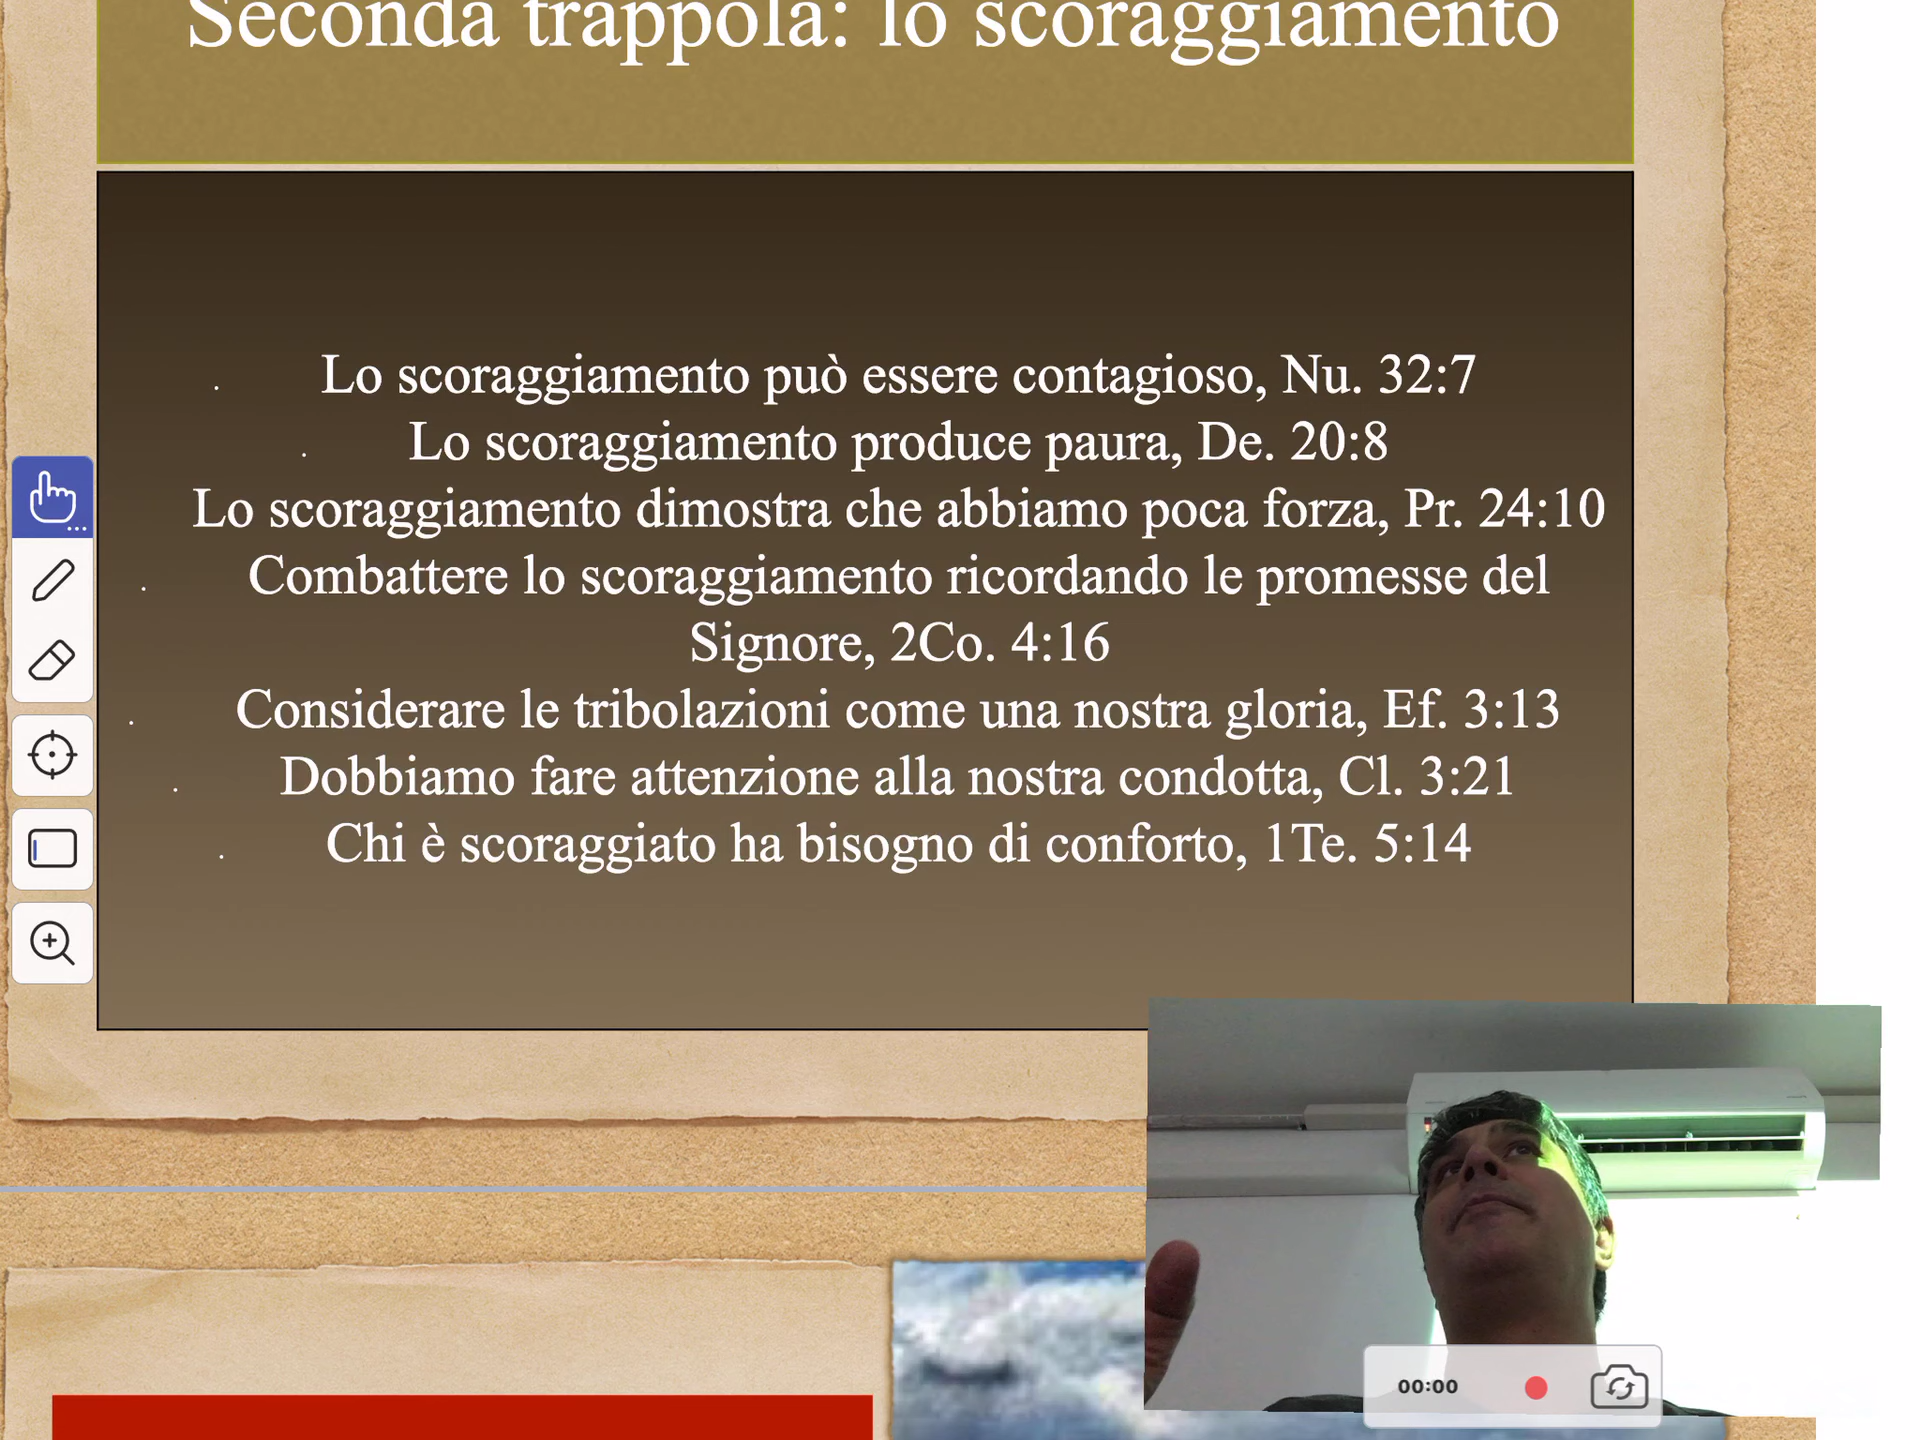 Seconda trappola: lo scoraggiamento
Lo scoraggiamento può essere contagioso, Nu. 32:7
Lo scoraggiamento produce paura, De. 20:8
Lo scoraggiamento dimostra che abbiamo poca forza, Pr. 24:10
Combattere lo scoraggiamento ricordando le promesse del
Signore, 2Co. 4:16
Considerare le tribolazioni come una nostra gloria, Ef. 3:13
Dobbiamo fare attenzione alla nostra condotta, Cl. 3:21
Chi è scoraggiato ha bisogno di conforto, 1Te. 5:14
00:00